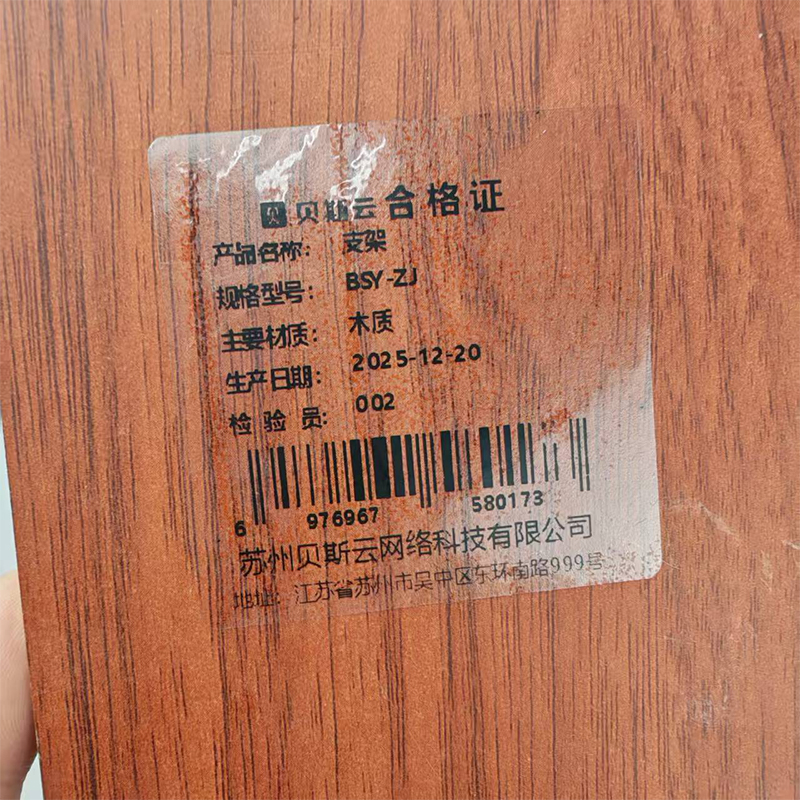 贝 贝斯云合格证
产品名称： 支架
规格型号： BSY-ZJ
主要材质： 木质
生产日期： 2025-12-20
检 验 员： 002
6 976967 580173
苏州贝斯云网络科技有限公司
地址：江苏省苏州市吴中区东环南路999号